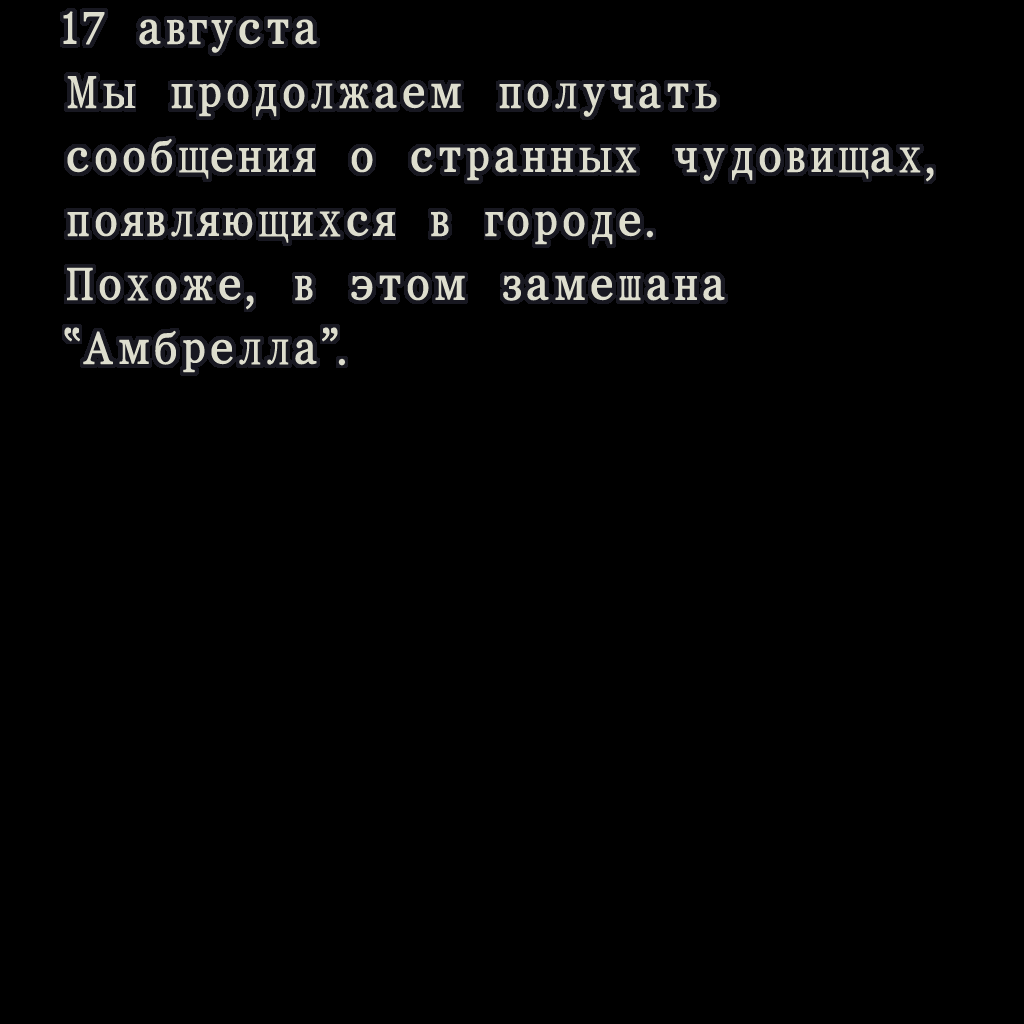 17 августа
Мы продолжаем получать
сообщения о странных чудовищах,
появляющихся в городе.
Похоже, в этом замешана
“Амбрелла”.